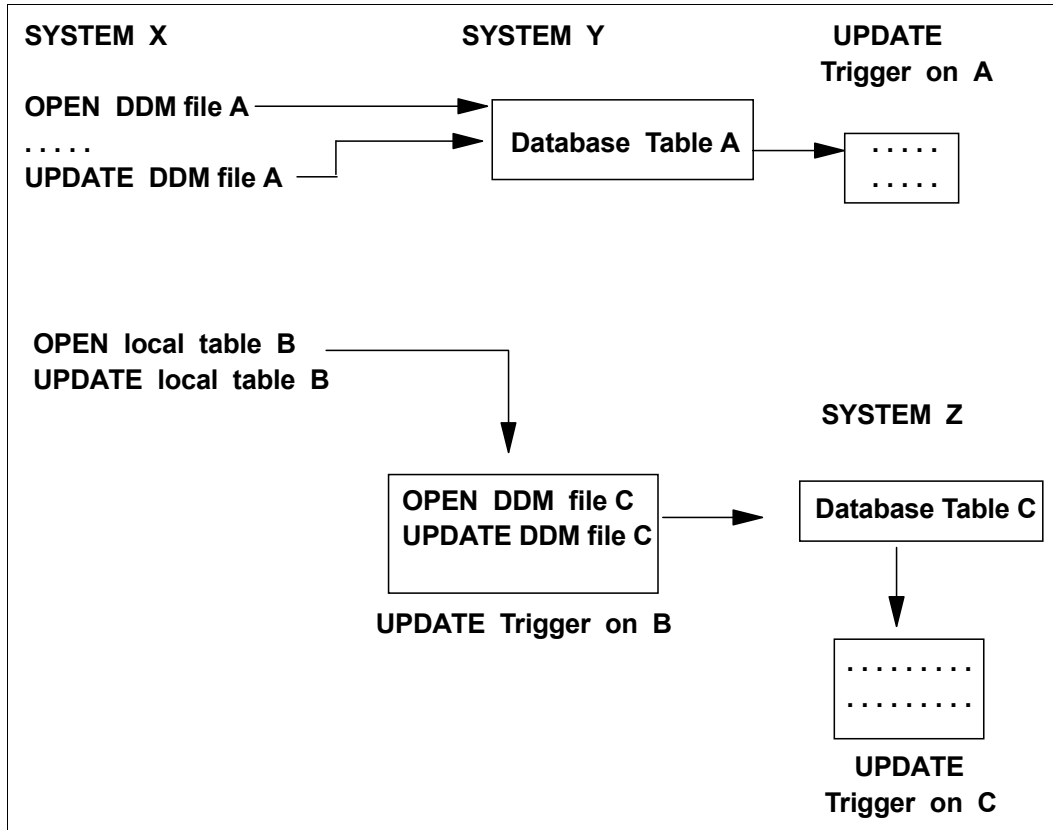 SYSTEM X
SYSTEM Y
UPDATE
Trigger on A
OPEN DDM file A
. . . . .
UPDATE DDM file A
Database Table A
. . . . .
. . . . .
OPEN local table B
UPDATE local table B
SYSTEM Z
OPEN DDM file C
UPDATE DDM file C
Database Table C
UPDATE Trigger on B
. . . . . . . . .
. . . . . . . . .
UPDATE
Trigger on C